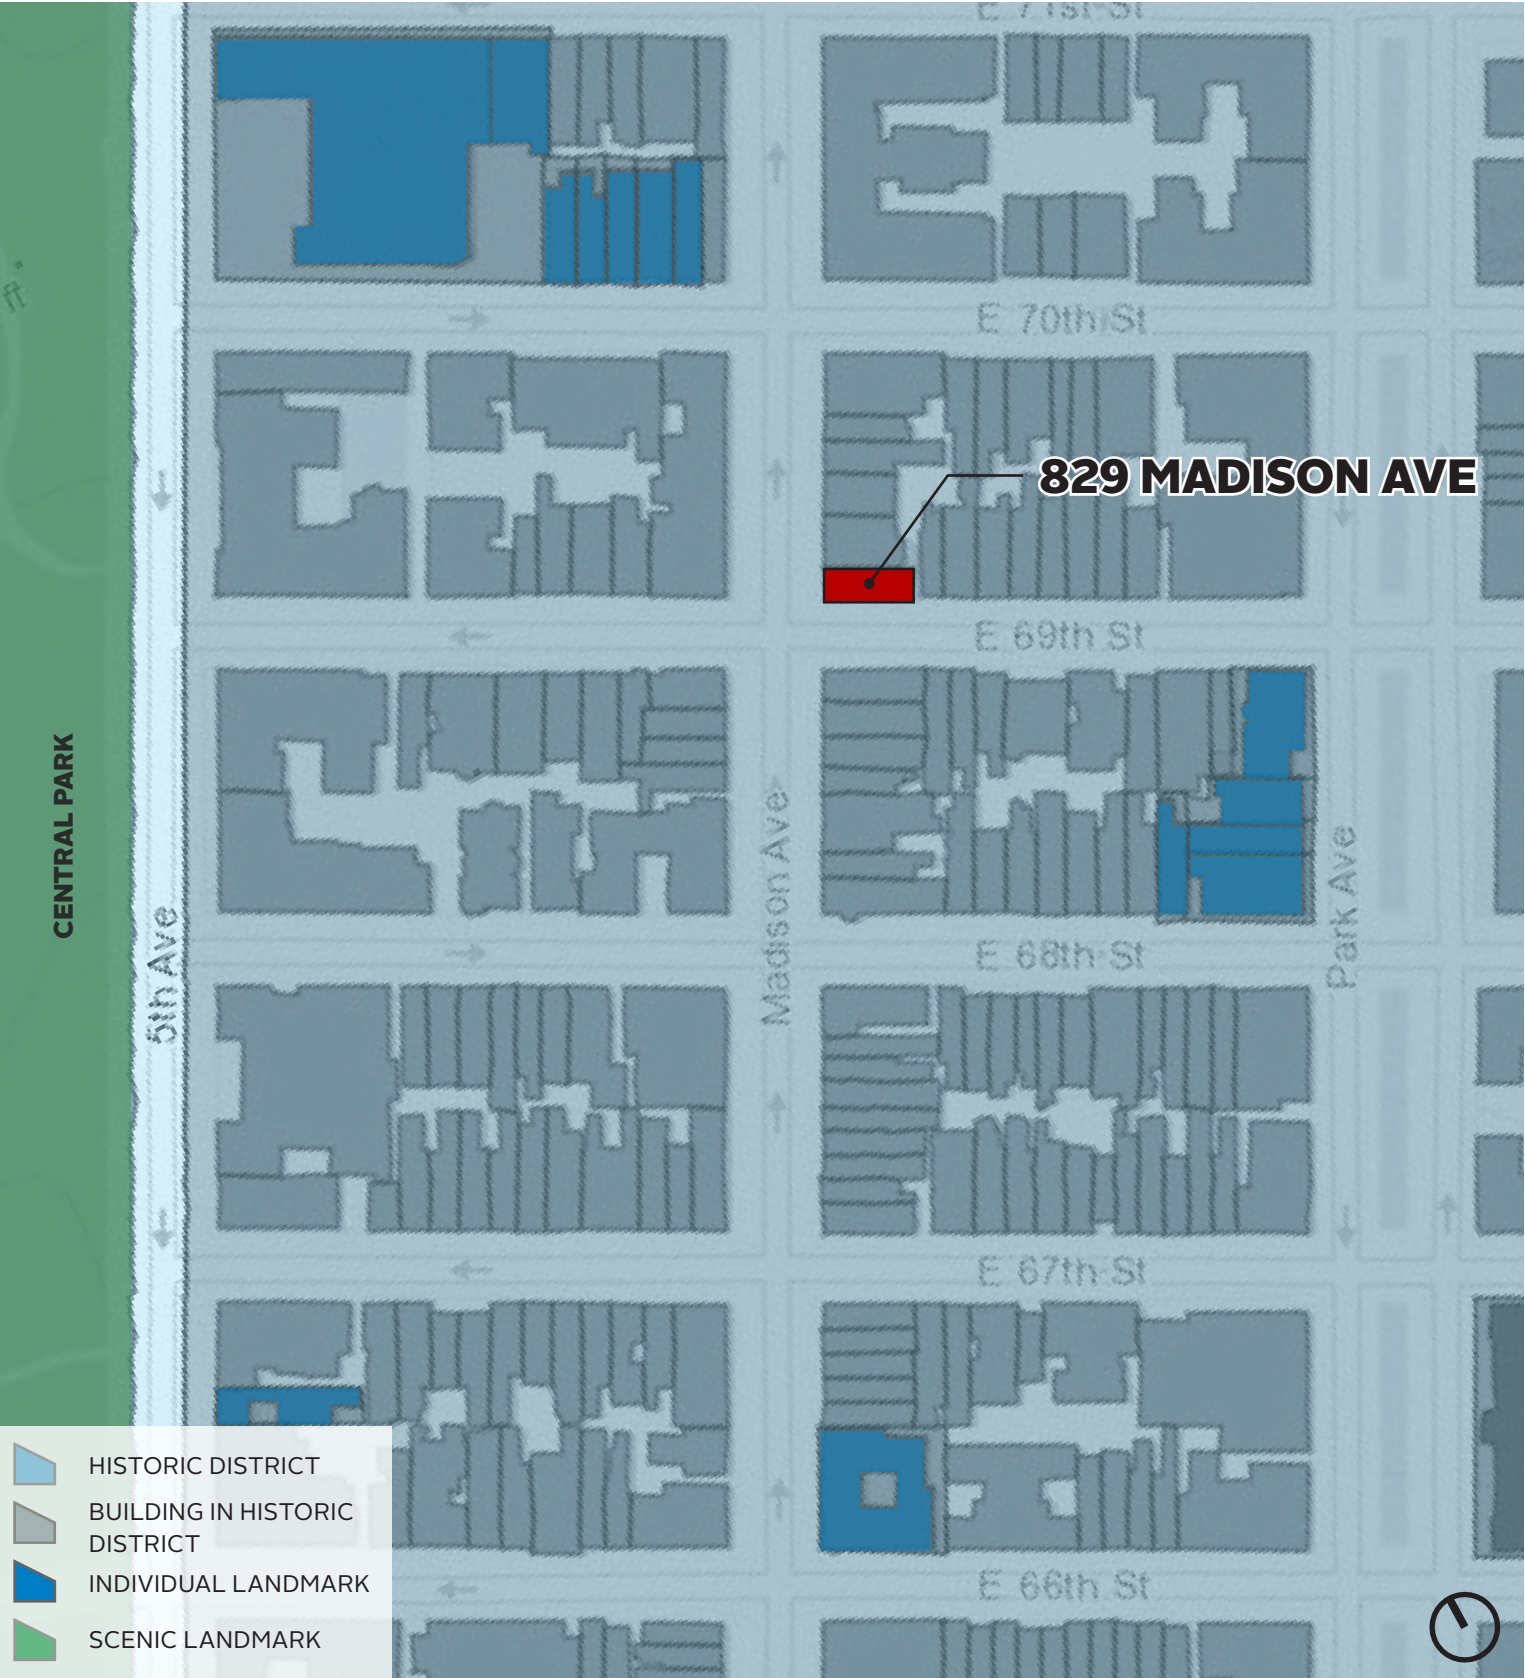 E 71st St
E 70th St
829 MADISON AVE
E 69th St
CENTRAL PARK
Madison Ave
Park Ave
5th Ave
E 68th St
E 67th St
HISTORIC DISTRICT
BUILDING IN HISTORIC
DISTRICT
INDIVIDUAL LANDMARK
SCENIC LANDMARK
E 66th St